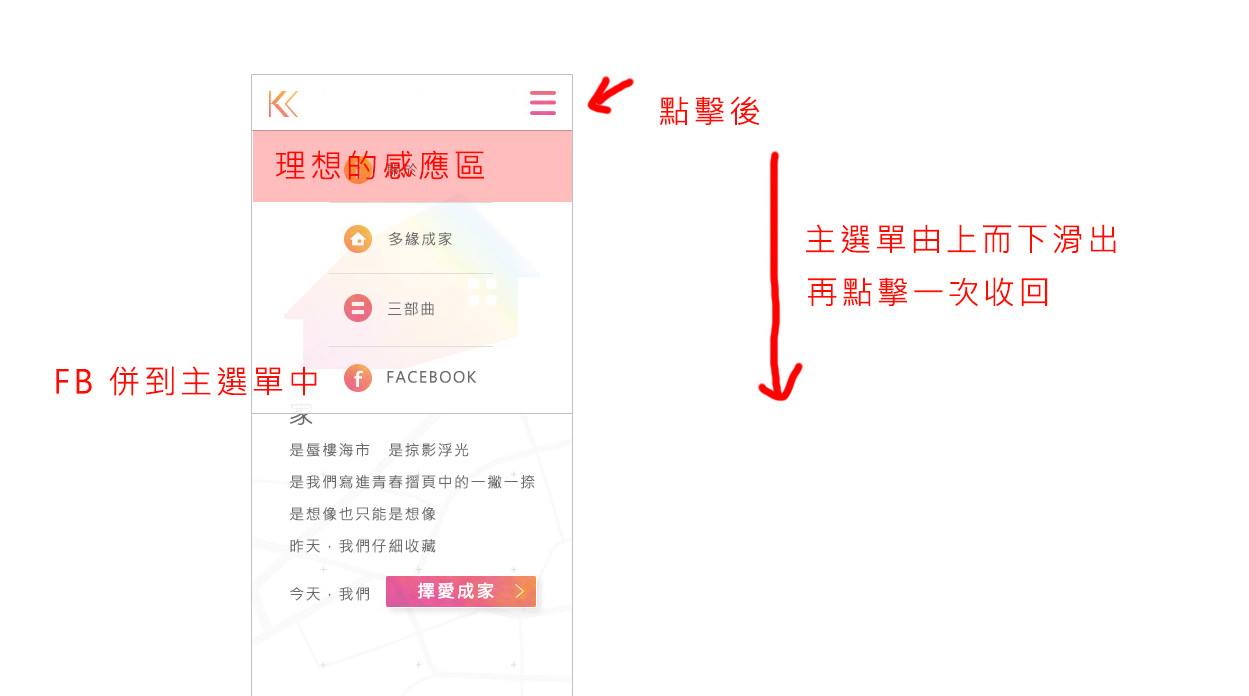 點擊後
理想的感應區
主選單由上而下滑出
多緣成家
再點擊一次收回
三部曲
FB 併到主選單中
FACEBOOK
家
是蜃樓海市 是掠影浮光
是我們寫進青春摺頁中的一撇一捺
是想像也只能是想像
昨天，我們仔細收藏
今天，我們
擇愛成家